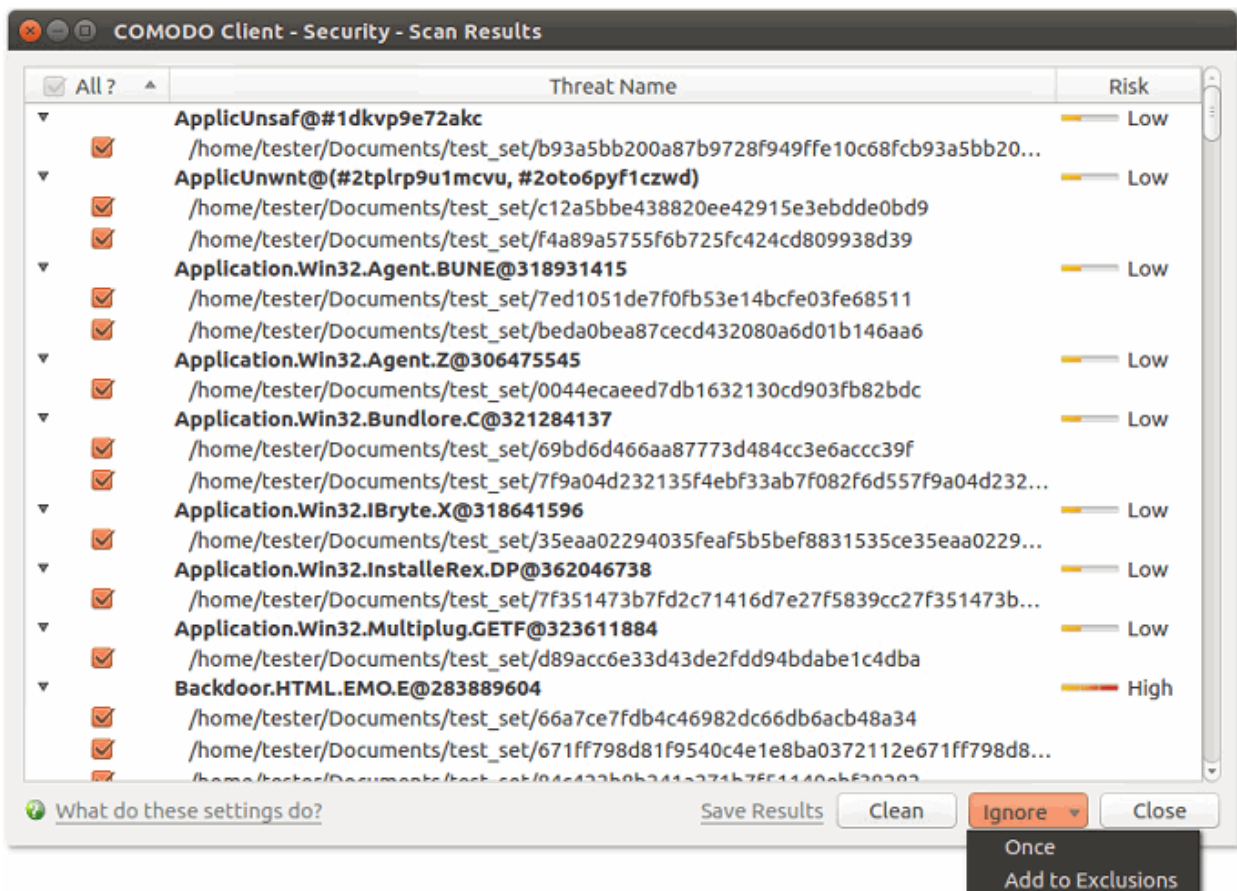 COMODO Client - Security - Scan Results
All ? Threat Name Risk
ApplicUnsaf@#1dkvp9e72akc Low
/home/tester/Documents/test_set/b93a5bb200a87b9728f949ffe10c68fcb93a5bb20...
ApplicUnwnt@(#2tplrp9u1mcvu, #2oto6pyf1czwd) Low
/home/tester/Documents/test_set/c12a5bbe438820ee42915e3ebdde0bd9
/home/tester/Documents/test_set/f4a89a5755f6b725fc424cd809938d39
Application.Win32.Agent.BUNE@318931415 Low
/home/tester/Documents/test_set/7ed1051de7f0fb53e14bcfe03fe68511
/home/tester/Documents/test_set/beda0bea87cecd432080a6d01b146aa6
Application.Win32.Agent.Z@306475545 Low
/home/tester/Documents/test_set/0044ecaeed7db1632130cd903fb82bdc
Application.Win32.Bundlore.C@321284137 Low
/home/tester/Documents/test_set/69bd6d466aa87773d484cc3e6accc39f
/home/tester/Documents/test_set/7f9a04d232135f4ebf33ab7f082f6d557f9a04d232...
Application.Win32.IBryte.X@318641596 Low
/home/tester/Documents/test_set/35eaa02294035feaf5b5bef8831535ce35eaa0229...
Application.Win32.InstalleRex.DP@362046738 Low
/home/tester/Documents/test_set/7f351473b7fd2c71416d7e27f5839cc27f351473b...
Application.Win32.Multiplug.GETF@323611884 Low
/home/tester/Documents/test_set/d89acc6e33d43de2fdd94bdabe1c4dba
Backdoor.HTML.EMO.E@283889604 High
/home/tester/Documents/test_set/66a7ce7fdb4c46982dc66db6acb48a34
/home/tester/Documents/test_set/671ff798d81f9540c4e1e8ba0372112e671ff798d8...
What do these settings do? Save Results Clean Ignore Close
Once
Add to Exclusions